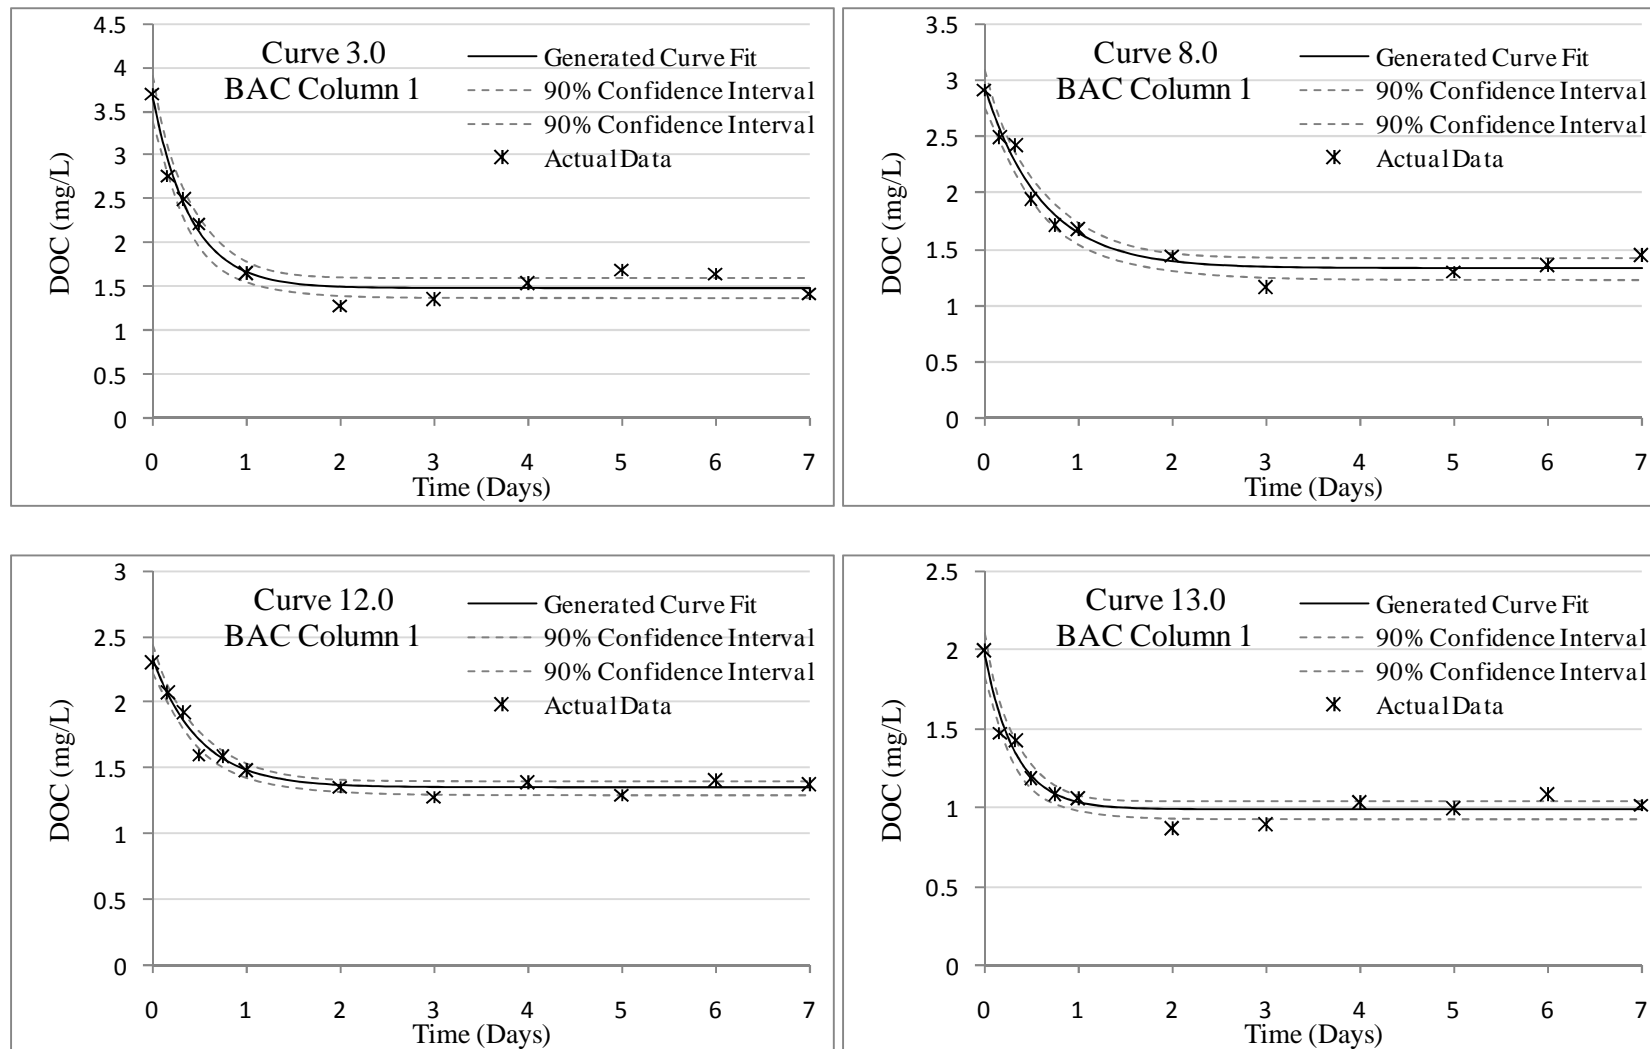 Curve 3.0
BAC Column 1
Generated Curve Fit
90% Confidence Interval
90% Confidence Interval
Actual Data
DOC (mg/L)
4.5
4
3.5
3
2.5
2
1.5
1
0.5
0
0 1 2 3 4 5 6 7
Time (Days)
Curve 8.0
BAC Column 1
Generated Curve Fit
90% Confidence Interval
90% Confidence Interval
Actual Data
DOC (mg/L)
3.5
3
2.5
2
1.5
1
0.5
0
0 1 2 3 4 5 6 7
Time (Days)
Curve 12.0
BAC Column 1
Generated Curve Fit
90% Confidence Interval
90% Confidence Interval
Actual Data
DOC (mg/L)
3
2.5
2
1.5
1
0.5
0
0 1 2 3 4 5 6 7
Time (Days)
Curve 13.0
BAC Column 1
Generated Curve Fit
90% Confidence Interval
90% Confidence Interval
Actual Data
DOC (mg/L)
2.5
2
1.5
1
0.5
0
0 1 2 3 4 5 6 7
Time (Days)